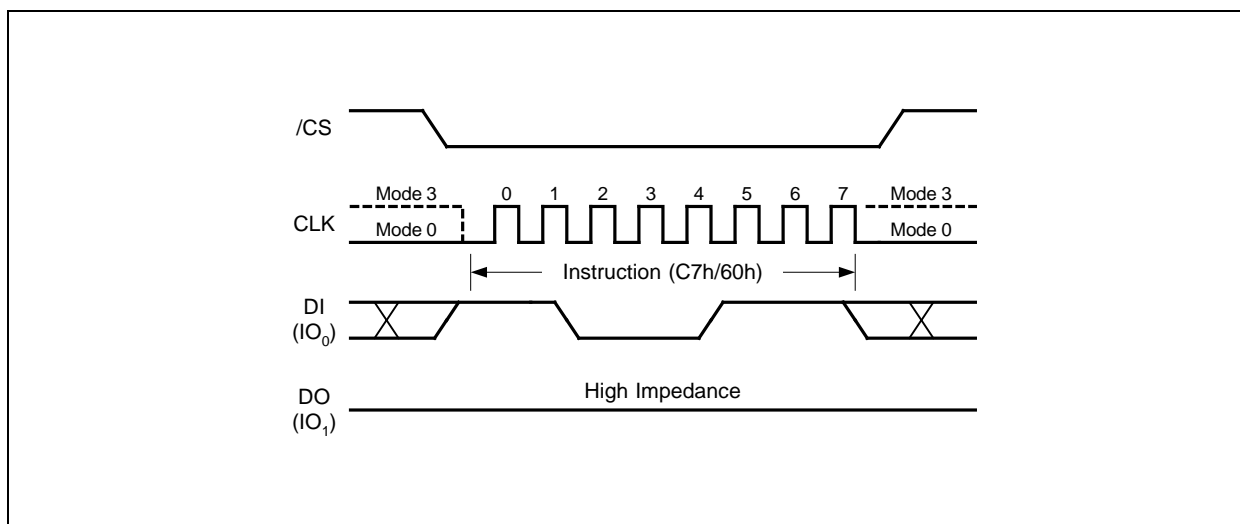 /CS
Mode 3 0 1 2 3 4 5 6 7 Mode 3
CLK
Mode 0 Mode 0
Instruction (C7h/60h)
DI
(IO₀)
High Impedance
DO
(IO₁)